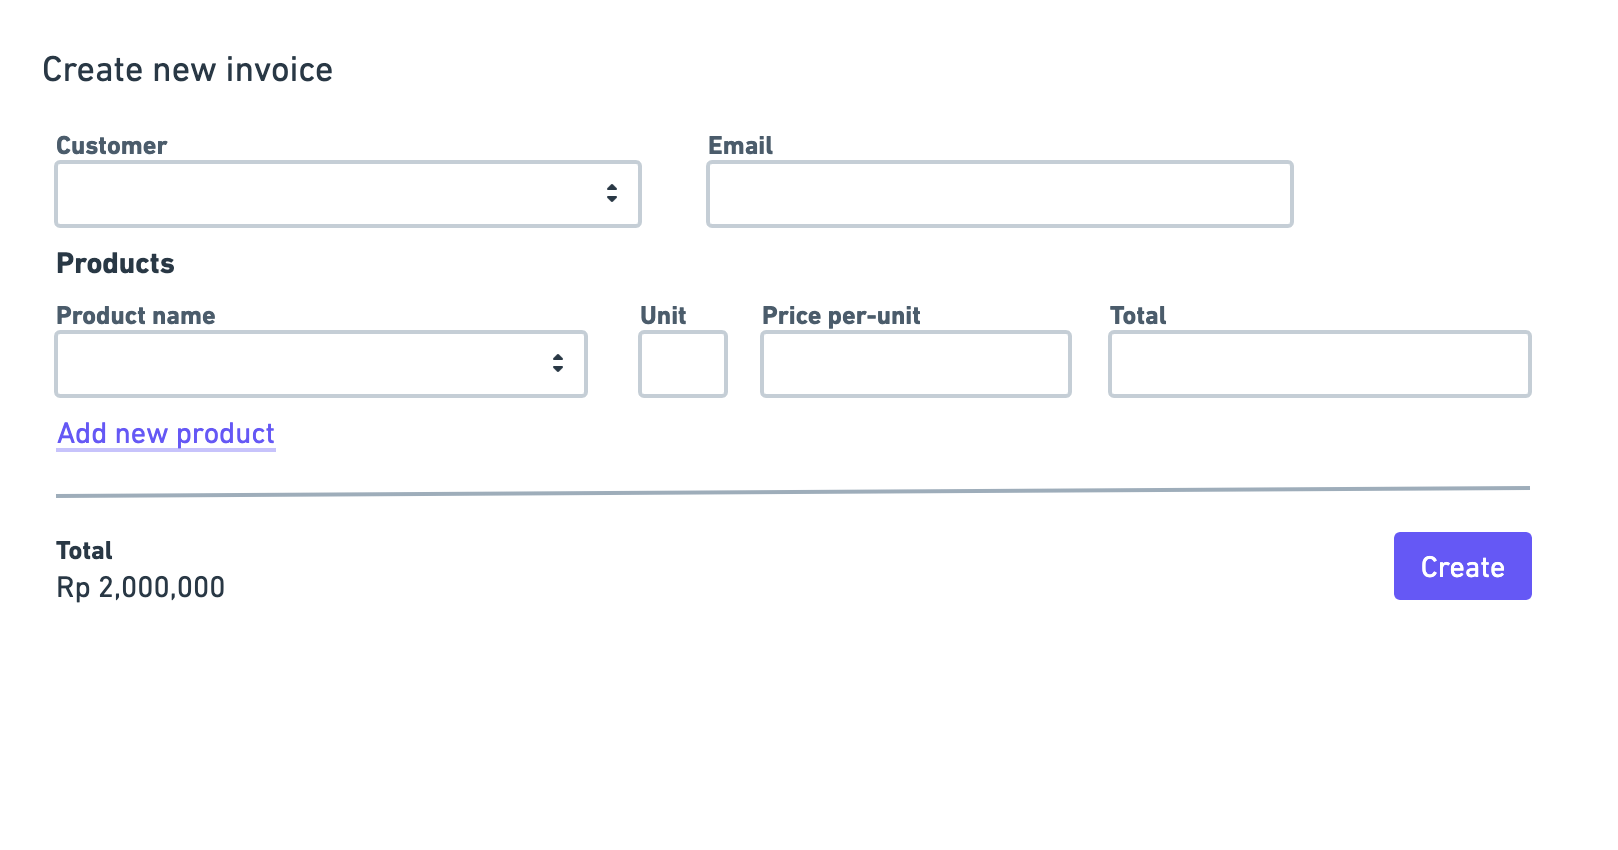 Create new invoice
Customer
Email
Products
Product name
Unit
Price per-unit
Total
Add new product
Total
Rp 2,000,000
Create